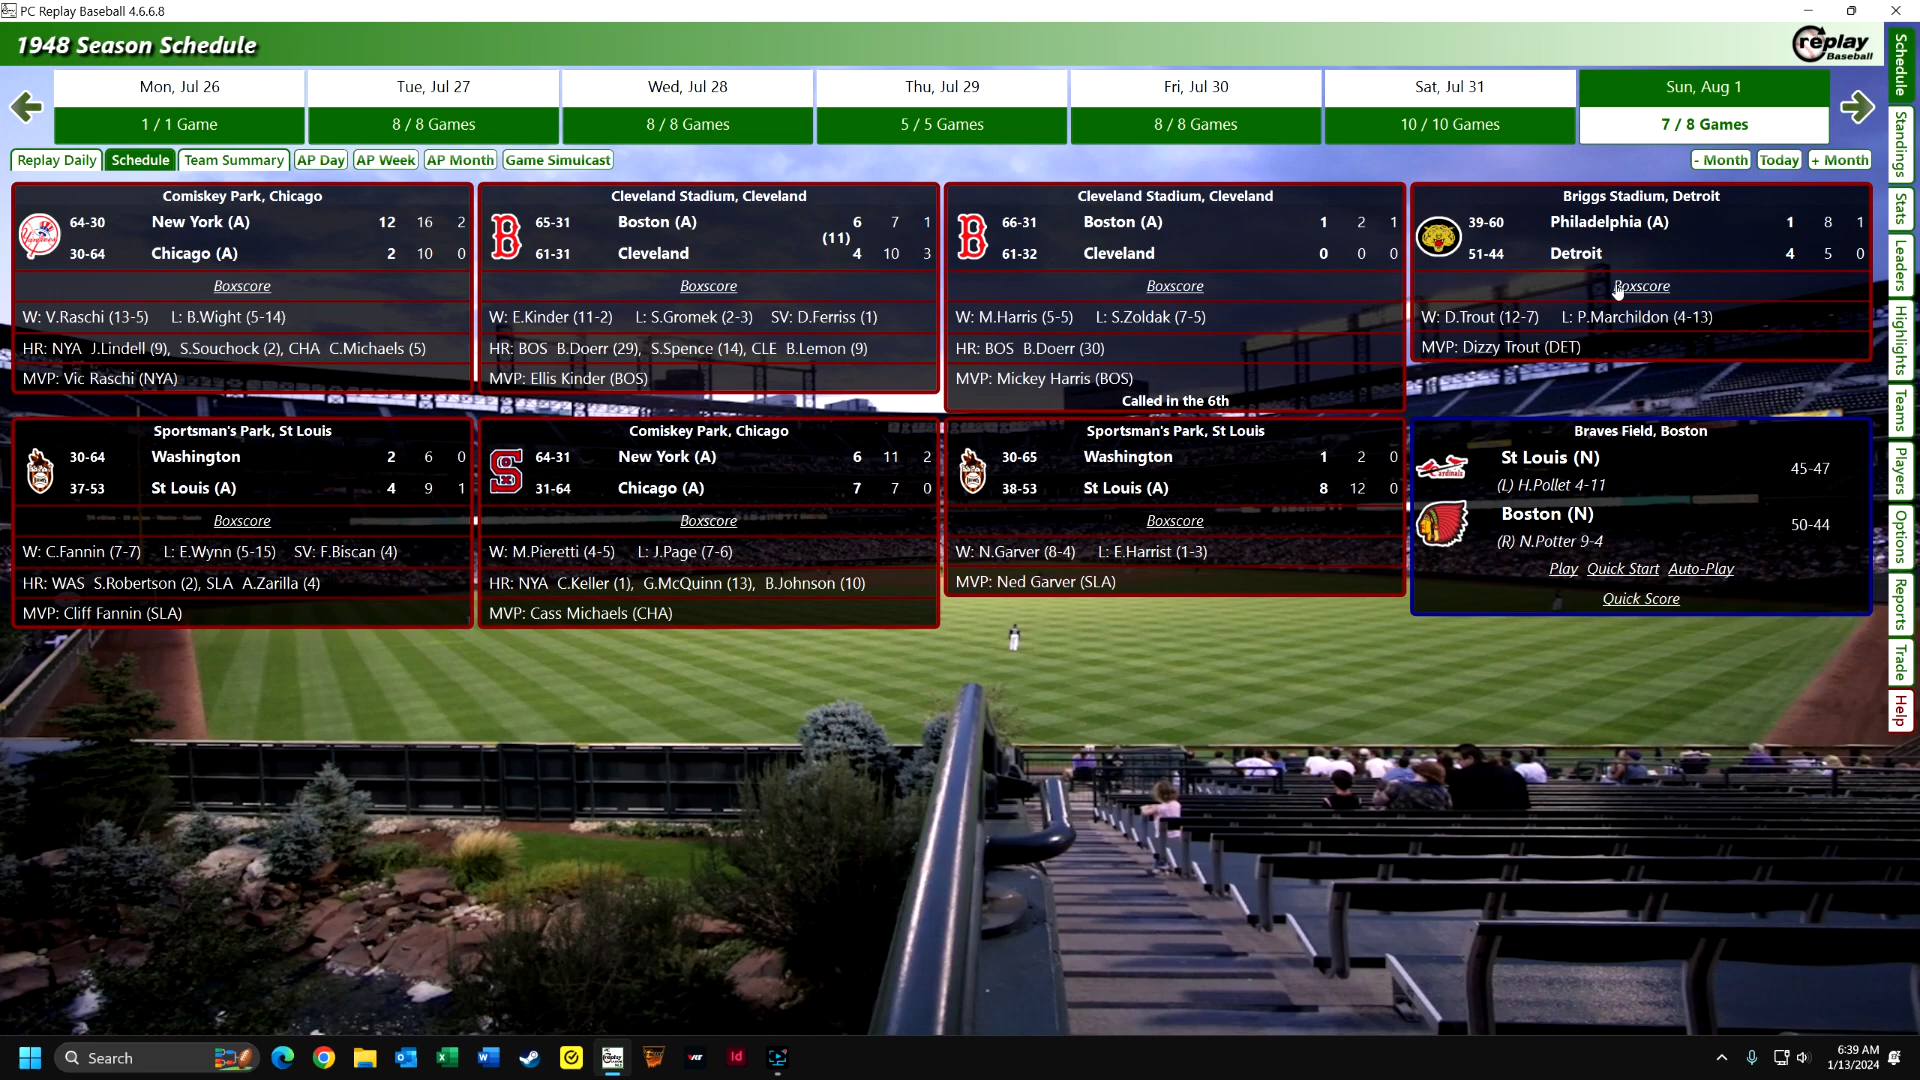 PC Replay Baseball 4.6.6.8
1948 Season Schedule
replay
Baseball
Mon, Jul 26
Tue, Jul 27
Wed, Jul 28
Thu, Jul 29
Fri, Jul 30
Sat, Jul 31
Sun, Aug 1
1 / 1 Game
8 / 8 Games
8 / 8 Games
5 / 5 Games
8 / 8 Games
10 / 10 Games
7 / 8 Games
Replay Daily
Schedule
Team Summary
AP Day
AP Week
AP Month
Game Simulcast
- Month
Today
+ Month
Comiskey Park, Chicago
64-30 New York (A) 12 16 2
30-64 Chicago (A) 2 10 0
Boxscore
W: V.Raschi (13-5) L: B.Wight (5-14)
HR: NYA J.Lindell (9), S.Souchock (2), CHA C.Michaels (5)
MVP: Vic Raschi (NYA)
Cleveland Stadium, Cleveland
65-31 Boston (A) 6 7 1
(11)
61-31 Cleveland 4 10 3
Boxscore
W: E.Kinder (11-2) L: S.Gromek (2-3) SV: D.Ferriss (1)
HR: BOS B.Doerr (29), S.Spence (14), CLE B.Lemon (9)
MVP: Ellis Kinder (BOS)
Cleveland Stadium, Cleveland
66-31 Boston (A) 1 2 1
61-32 Cleveland 0 0 0
Boxscore
W: M.Harris (5-5) L: S.Zoldak (7-5)
HR: BOS B.Doerr (30)
MVP: Mickey Harris (BOS)
Called in the 6th
Briggs Stadium, Detroit
39-60 Philadelphia (A) 1 8 1
51-44 Detroit 4 5 0
Boxscore
W: D.Trout (12-7) L: P.Marchildon (4-13)
MVP: Dizzy Trout (DET)
Sportsman's Park, St Louis
30-64 Washington 2 6 0
37-53 St Louis (A) 4 9 1
Boxscore
W: C.Fannin (7-7) L: E.Wynn (5-15) SV: F.Biscan (4)
HR: WAS S.Robertson (2), SLA A.Zarilla (4)
MVP: Cliff Fannin (SLA)
Comiskey Park, Chicago
64-31 New York (A) 6 11 2
31-64 Chicago (A) 7 7 0
Boxscore
W: M.Pieretti (4-5) L: J.Page (7-6)
HR: NYA C.Keller (1), G.McQuinn (13), B.Johnson (10)
MVP: Cass Michaels (CHA)
Sportsman's Park, St Louis
30-65 Washington 1 2 0
38-53 St Louis (A) 8 12 0
Boxscore
W: N.Garver (8-4) L: E.Harrist (1-3)
MVP: Ned Garver (SLA)
Braves Field, Boston
St Louis (N) 45-47
(L) H.Pollet 4-11
Boston (N) 50-44
(R) N.Potter 9-4
Play Quick Start Auto-Play
Quick Score
Schedule
Standings
Stats
Leaders
Highlights
Teams
Players
Options
Reports
Trade
Help
Search
6:39 AM
1/13/2024